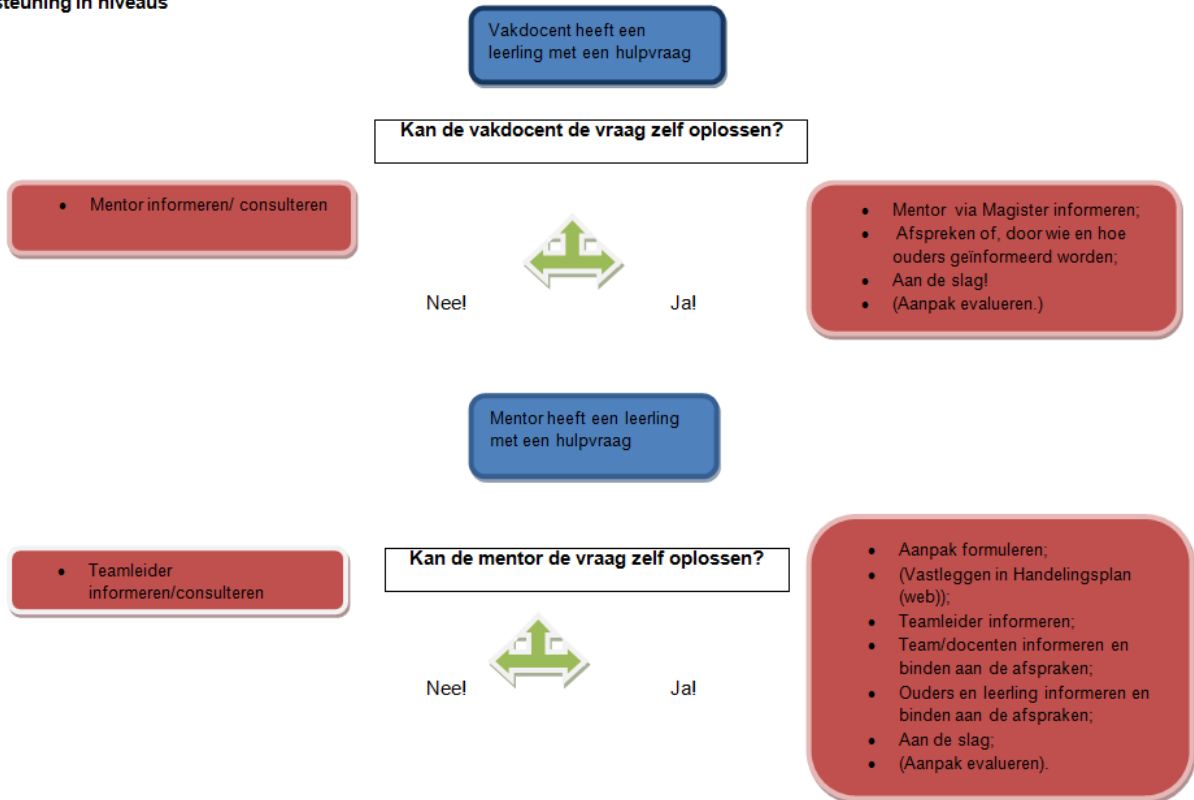 steuning in niveaus
Vakdocent heeft een
leerling met een hulpvraag
Kan de vakdocent de vraag zelf oplossen?
• Mentor informeren/ consulteren
Nee!
Ja!
• Mentor via Magister informeren;
• Afspreken of, door wie en hoe
ouders geïnformeerd worden;
• Aan de slag!
• (Aanpak evalueren.)
Mentor heeft een leerling
met een hulpvraag
Kan de mentor de vraag zelf oplossen?
• Teamleider
informeren/consulteren
Nee!
Ja!
• Aanpak formuleren;
• (Vastleggen in Handelingsplan
(web));
• Teamleider informeren;
• Team/docenten informeren en
binden aan de afspraken;
• Ouders en leerling informeren en
binden aan de afspraken;
• Aan de slag;
• (Aanpak evalueren).